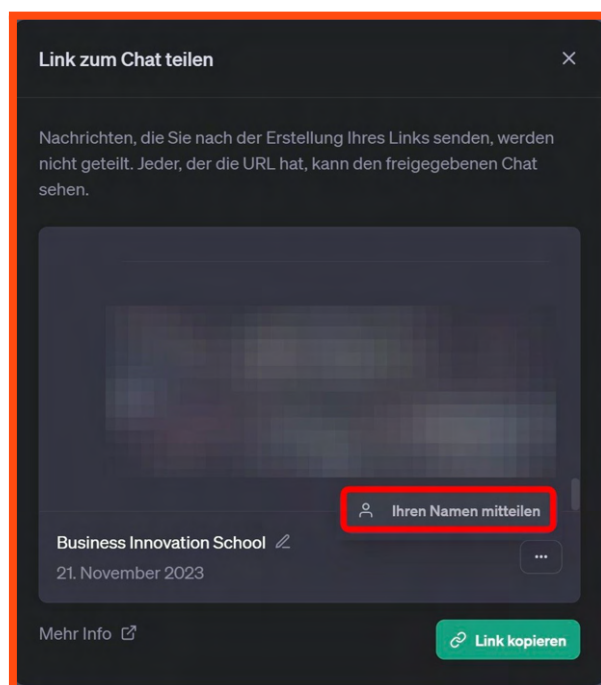 Link zum Chat teilen
Nachrichten, die Sie nach der Erstellung Ihres Links senden, werden
nicht geteilt. Jeder, der die URL hat, kann den freigegebenen Chat
sehen.
Ihren Namen mitteilen
Business Innovation School
21. November 2023
Mehr Info
Link kopieren